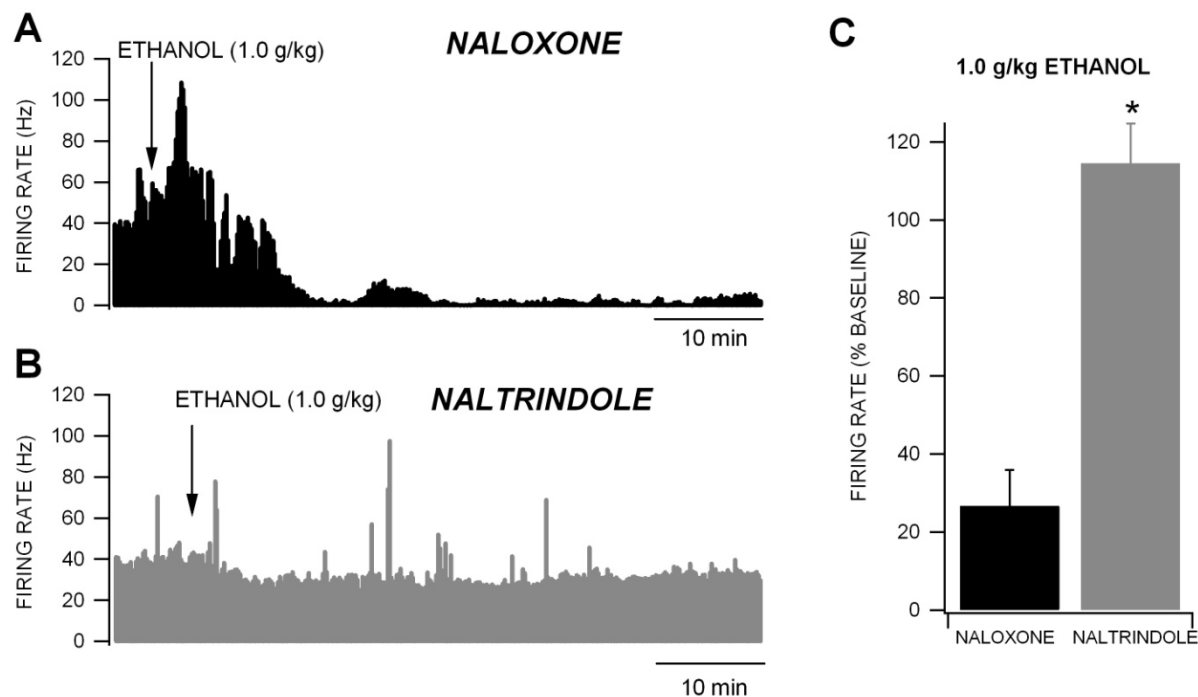 A
ETHANOL (1.0 g/kg)
NALOXONE
FIRING RATE (Hz)
120
100
80
60
40
20
0
10 min
B
ETHANOL (1.0 g/kg)
NALTRINDOLE
FIRING RATE (Hz)
120
100
80
60
40
20
0
10 min
C
1.0 g/kg ETHANOL
*
FIRING RATE (% BASELINE)
120
100
80
60
40
20
0
NALOXONE NALTRINDOLE